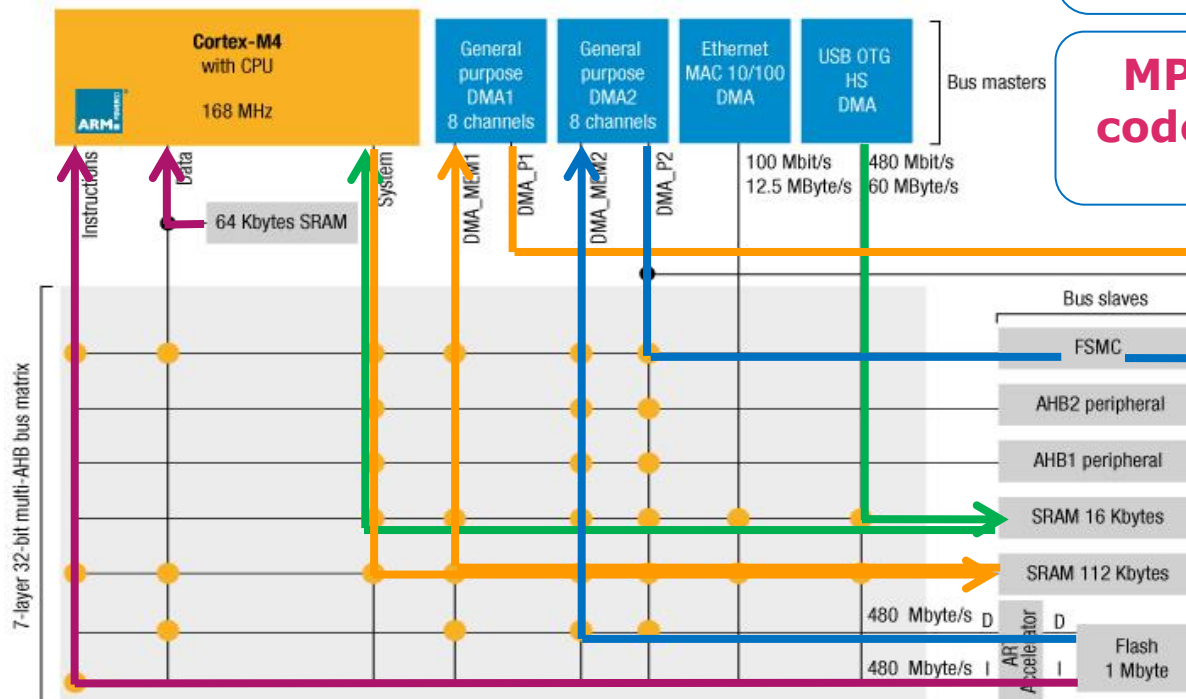 Cortex-M4
with CPU
168 MHz
ARM
POWERED
General
purpose
DMA1
8 channels
General
purpose
DMA2
8 channels
Ethernet
MAC 10/100
DMA
USB OTG
HS
DMA
Bus masters
MP
code
Instructions
Data
System
DMA_MEM1
DMA_P1
DMA_MEM2
DMA_P2
100 Mbit/s
12.5 MByte/s
480 Mbit/s
60 MByte/s
64 Kbytes SRAM
Bus slaves
FSMC
AHB2 peripheral
AHB1 peripheral
SRAM 16 Kbytes
SRAM 112 Kbytes
7-layer 32-bit multi-AHB bus matrix
480 Mbyte/s D
480 Mbyte/s I
Accelerator
D
I
Flash
1 Mbyte